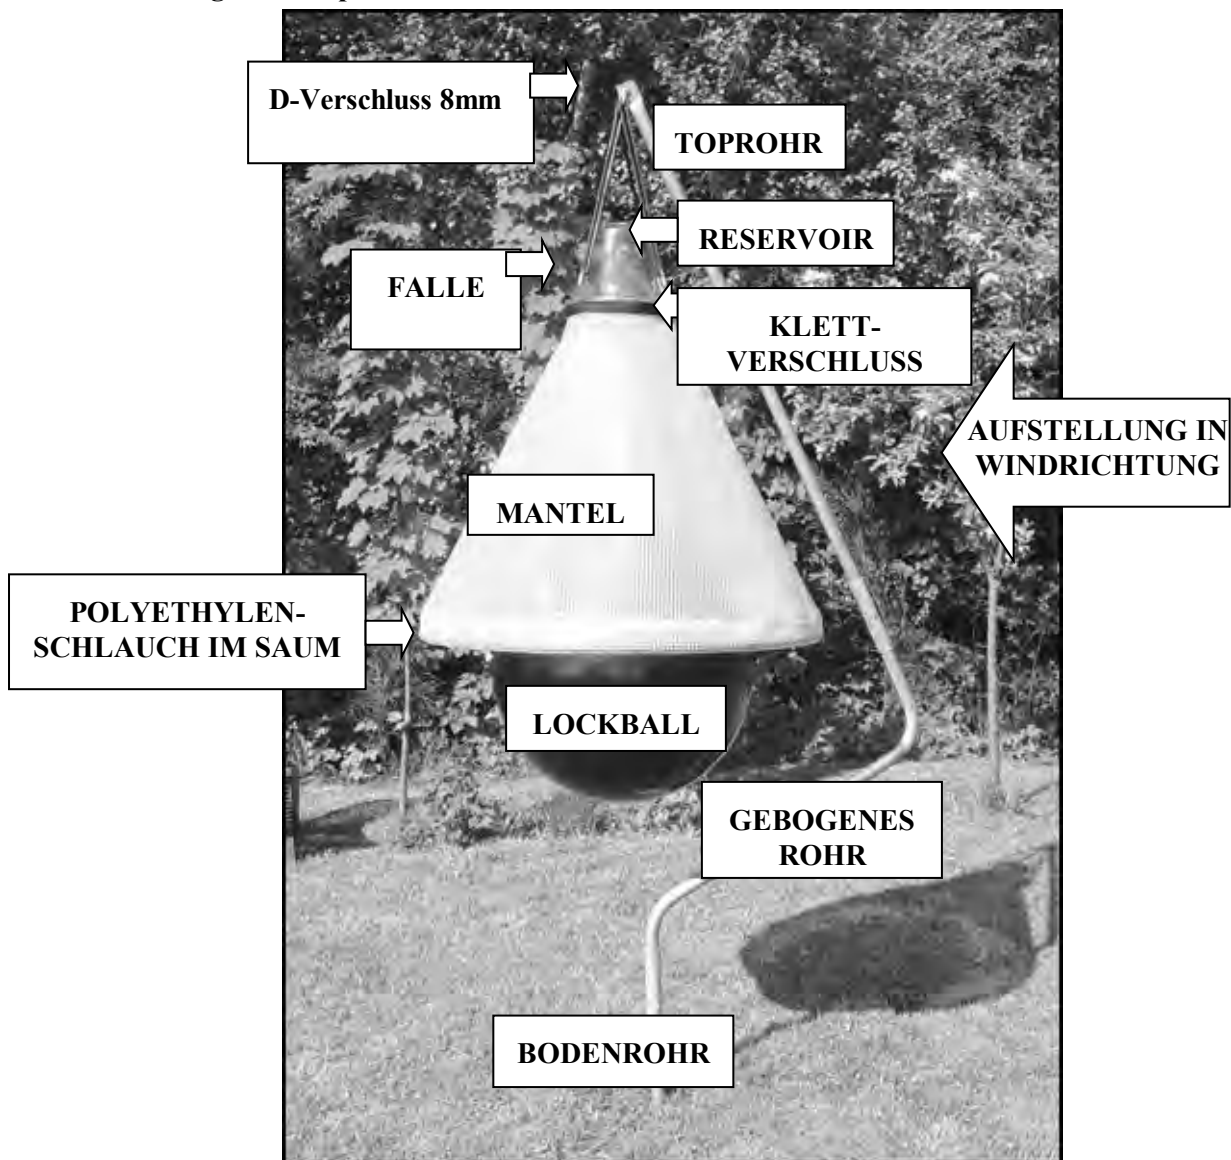 D-Verschluss 8mm
TOPROHR
RESERVOIR
FALLE
KLETT-
VERSCHLUSS
AUFSTELLUNG IN
WINDRICHTUNG
MANTEL
POLYETHYLEN-
SCHLAUCH IM SAUM
LOCKBALL
GEBOGENES
ROHR
BODENROHR